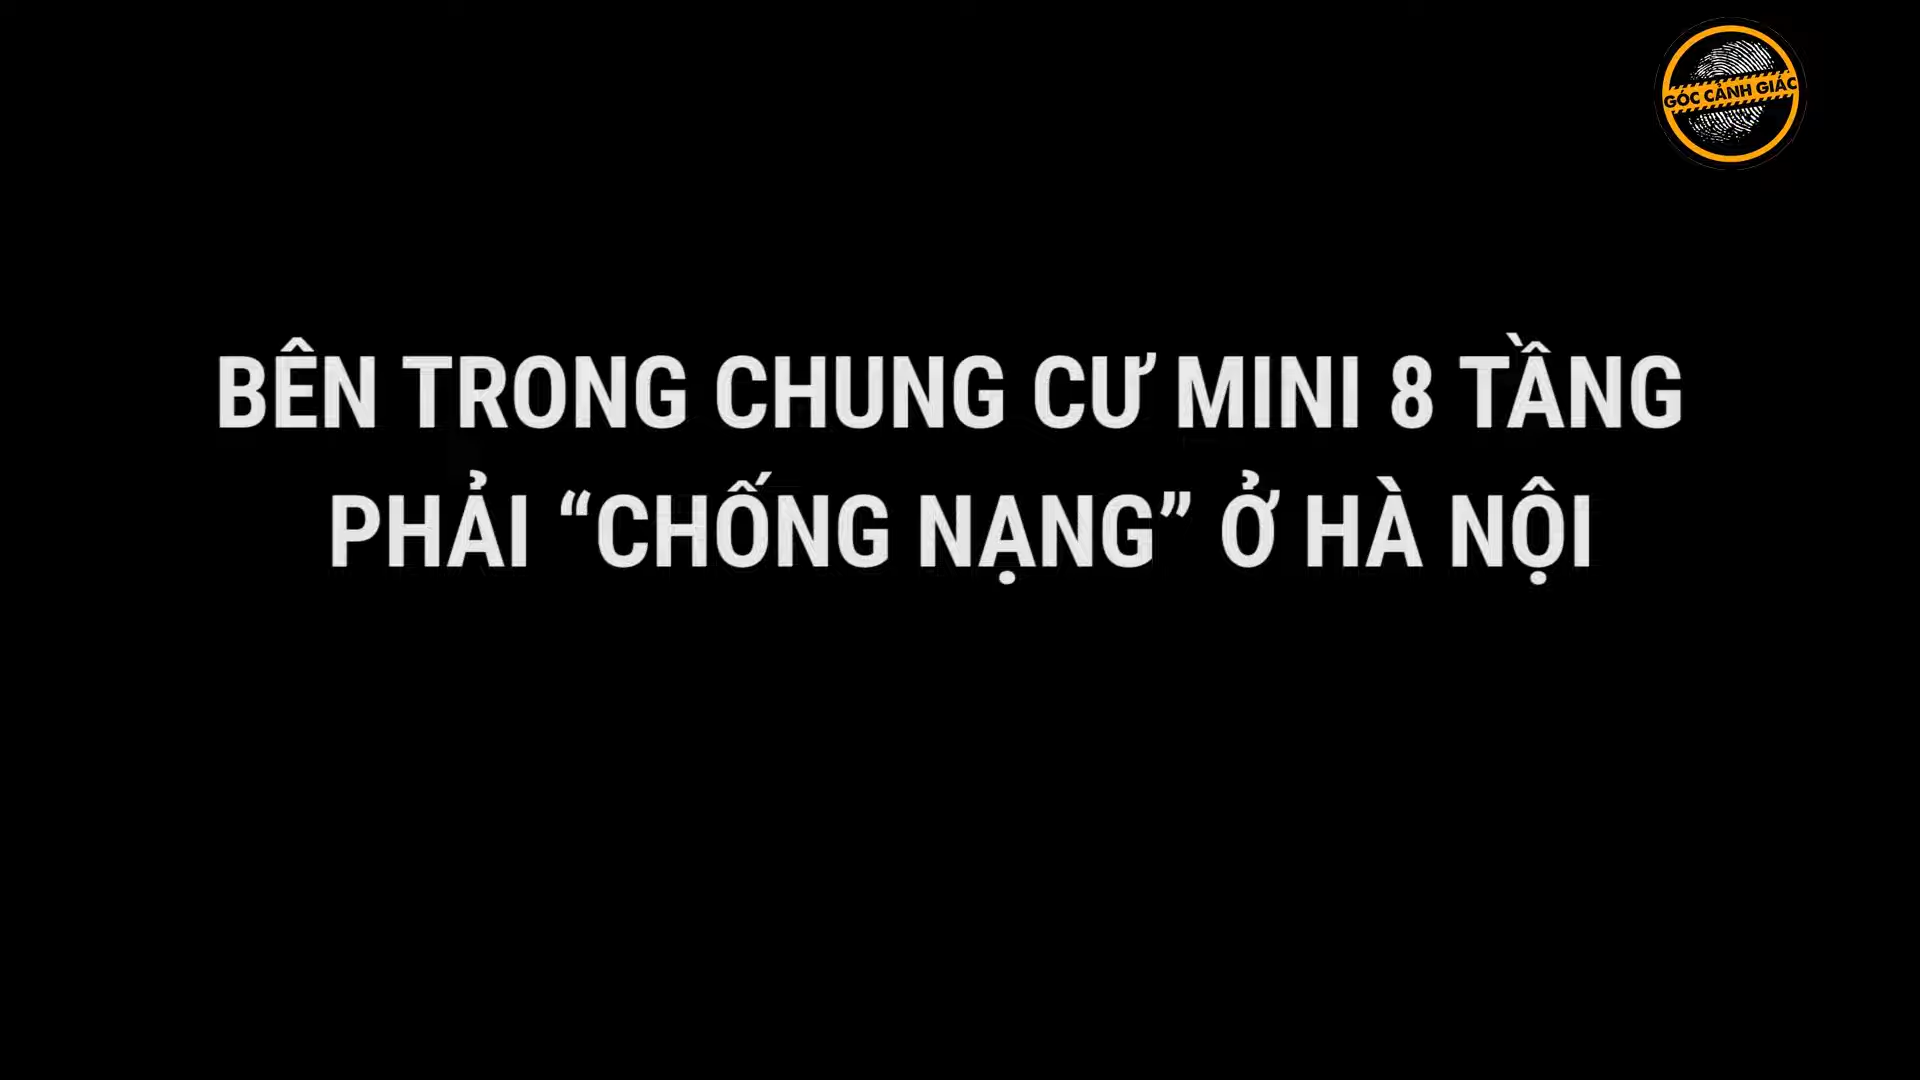 GÓC CẢNH GIÁC
BÊN TRONG CHUNG CƯ MINI 8 TẦNG
PHẢI “CHỐNG NẠNG” Ở HÀ NỘI